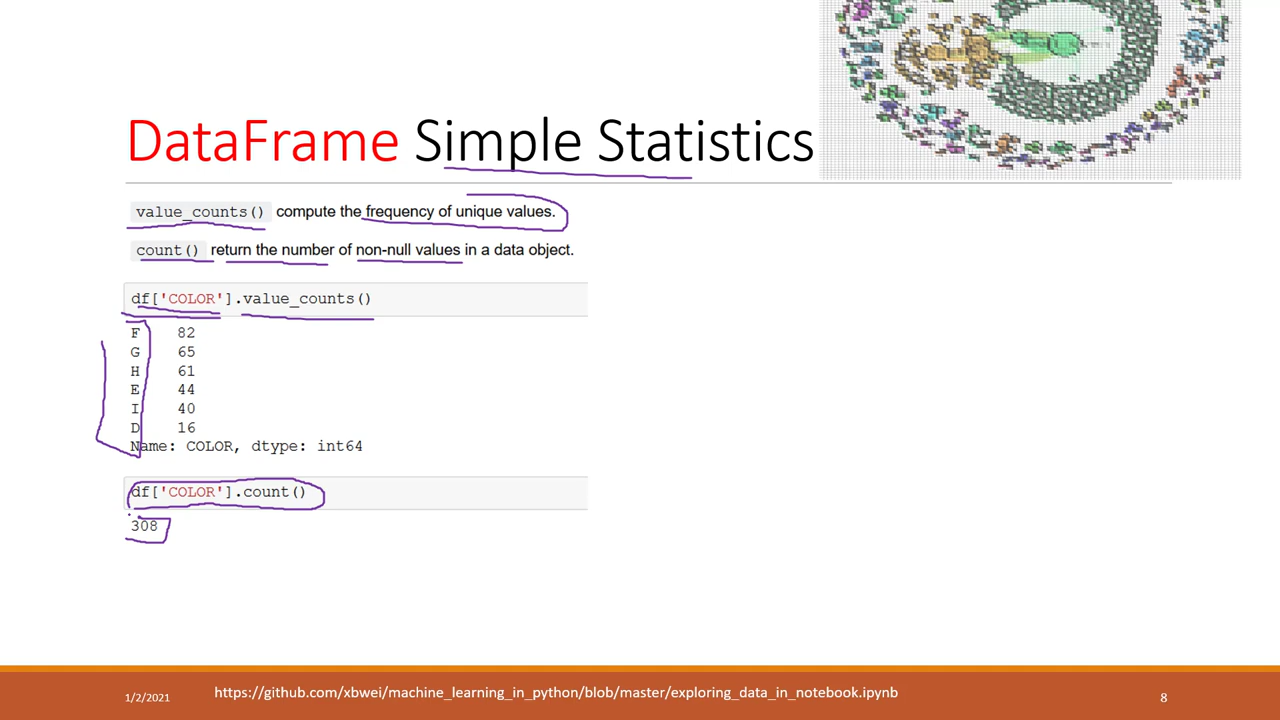 DataFrame Simple Statistics
value_counts() compute the frequency of unique values.
count() return the number of non-null values in a data object.
df['COLOR'].value_counts()
F 82
G 65
H 61
E 44
I 40
D 16
Name: COLOR, dtype: int64
df['COLOR'].count()
308
1/2/2021 https://github.com/xbwei/machine_learning_in_python/blob/master/exploring_data_in_notebook.ipynb 8